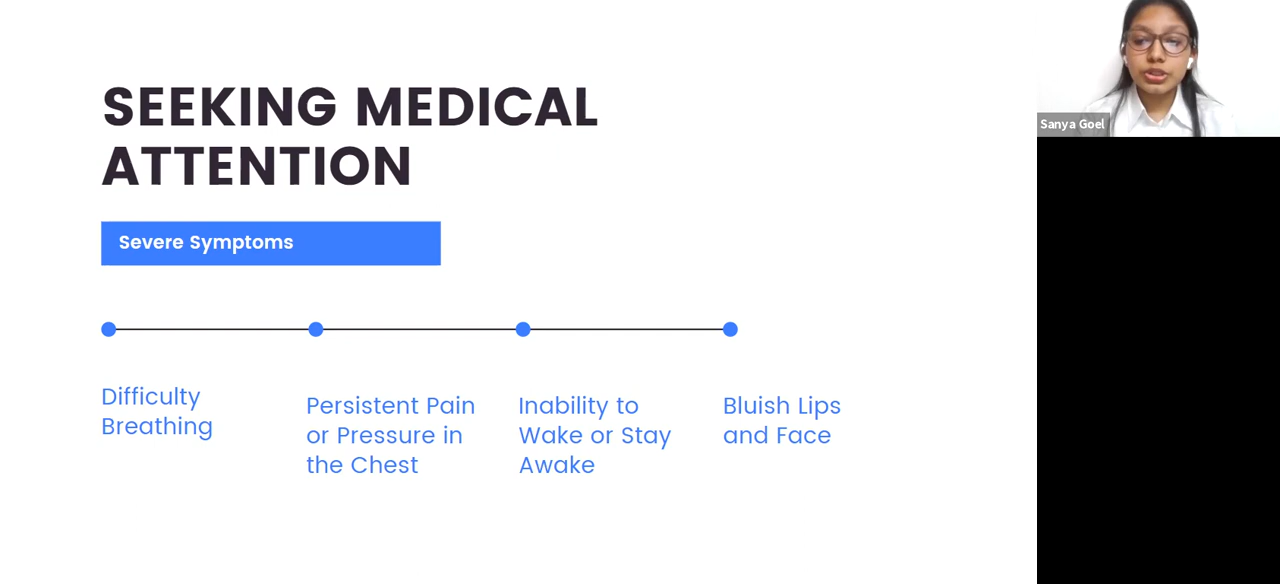 SEEKING MEDICAL
ATTENTION
Severe Symptoms
Difficulty
Breathing
Persistent Pain
or Pressure in
the Chest
Inability to
Wake or Stay
Awake
Bluish Lips
and Face
Sanya Goel